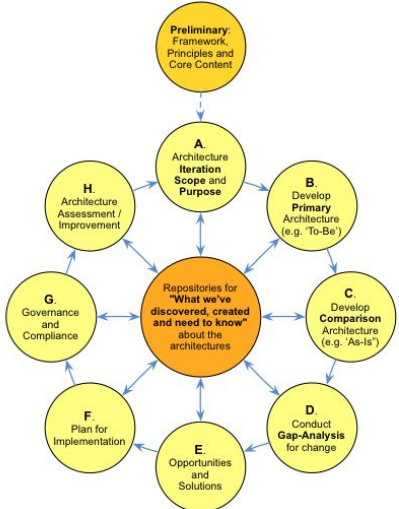 Preliminary:
Framework,
Principles and
Core Content
A.
Architecture
Iteration
Scope and
Purpose
B.
Develop
Primary
Architecture
(e.g. 'To-Be')
C.
Develop
Comparison
Architecture
(e.g. 'As-Is")
D.
Conduct
Gap-Analysis
for change
E.
Opportunities
and
Solutions
F.
Plan for
Implementation
G.
Governance
and
Compliance
H.
Architecture
Assessment /
Improvement
Repositories for
"What we've
discovered, created
and need to know"
about the
architectures